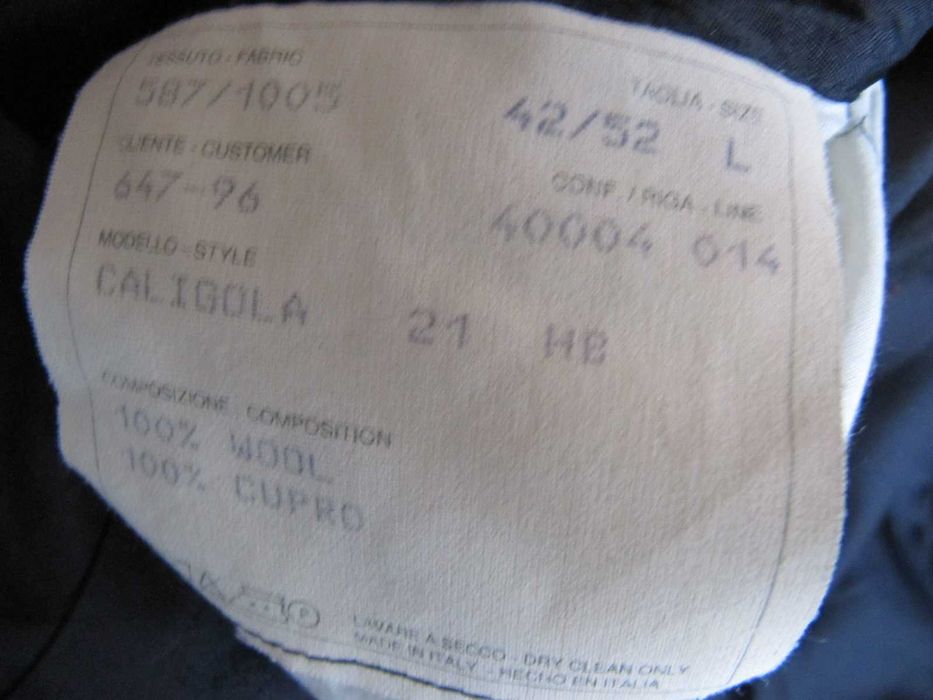 TESSUTO - FABRIC
587/1005
TAGLIA - SIZE
42/52 L
CLIENTE - CUSTOMER
647-96
CONF. / RIGA - LINE
40004 014
MODELLO - STYLE
CALIGOLA 21 HB
COMPOSIZIONE - COMPOSITION
100% WOOL
100% CUPRO
P
LAVARE A SECCO - DRY CLEAN ONLY
MADE IN ITALY - HECHO EN ITALIA